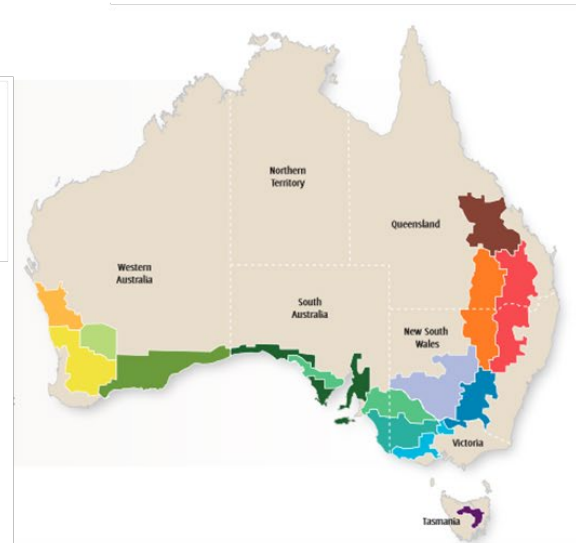 Northern
Territory
Queensland
Western
Australia
South
Australia
New South
Wales
Victoria
Tasmania